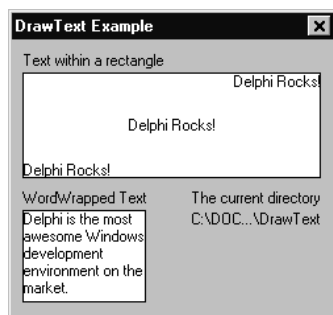 DrawText Example
Text within a rectangle
Delphi Rocks!
Delphi Rocks!
Delphi Rocks!
WordWrapped Text
Delphi is the most
awesome Windows
development
environment on the
market.
The current directory
C:\DOC...\DrawText